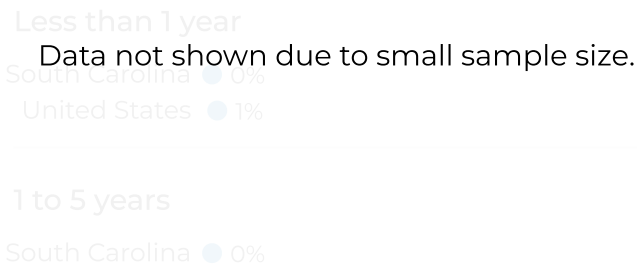 Less than 1 year
Data not shown due to small sample size.
South Carolina 0%
United States 1%
1 to 5 years
South Carolina 0%